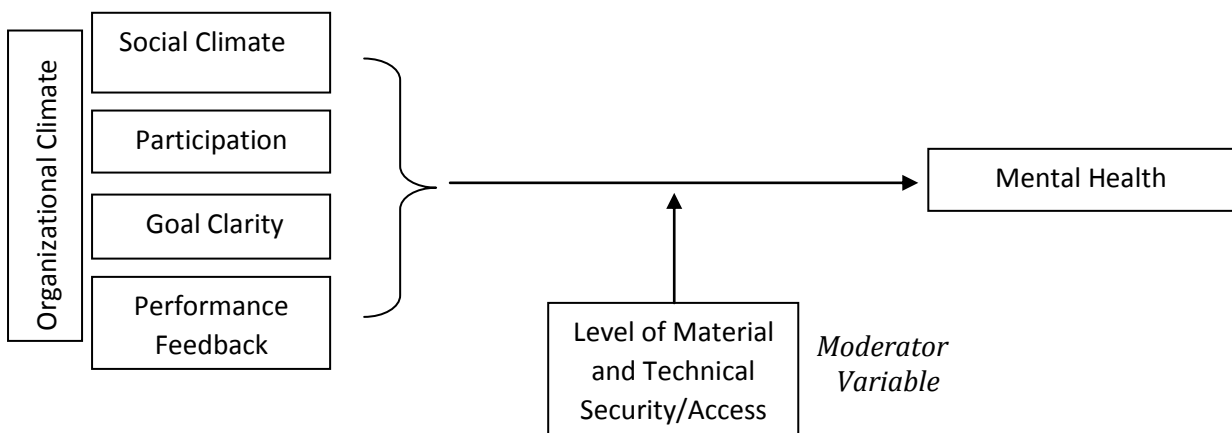 Organizational Climate
Social Climate
Participation
Goal Clarity
Performance
Feedback
Mental Health
Level of Material
and Technical
Security/Access
Moderator
Variable